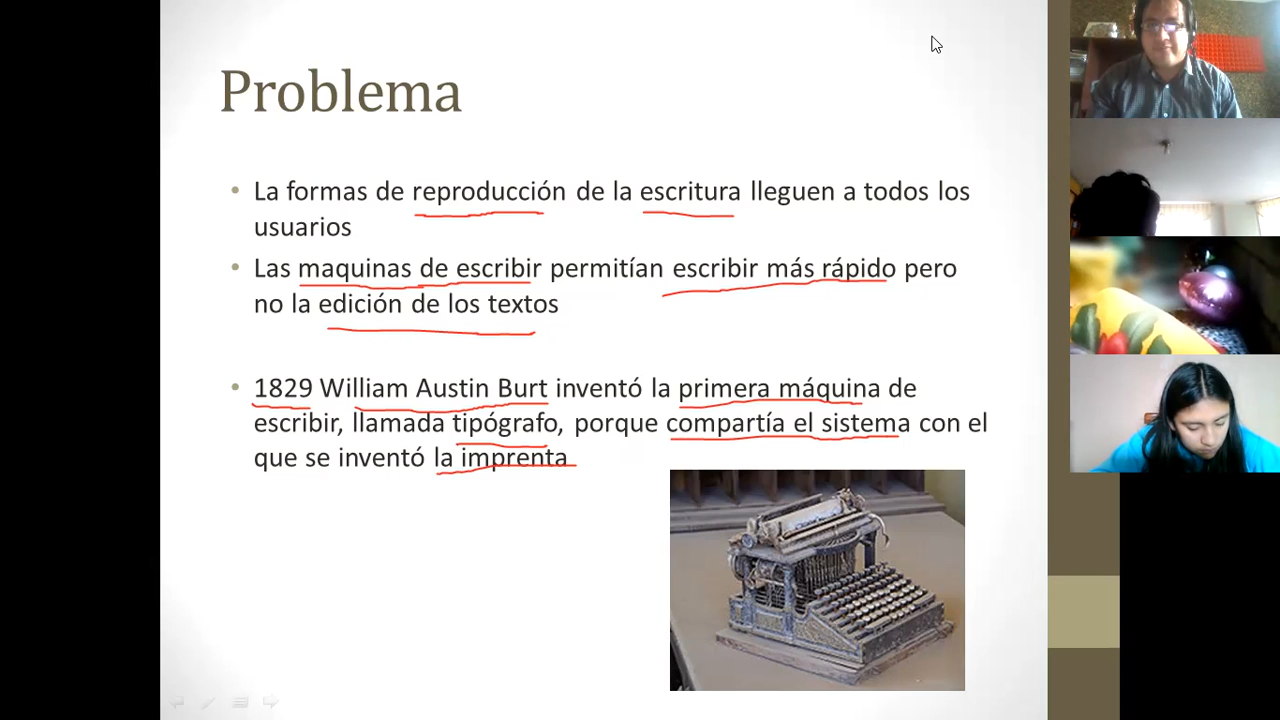 Problema
La formas de reproducción de la escritura lleguen a todos los
usuarios
Las maquinas de escribir permitían escribir más rápido pero
no la edición de los textos
1829 William Austin Burt inventó la primera máquina de
escribir, llamada tipógrafo, porque compartía el sistema con el
que se inventó la imprenta